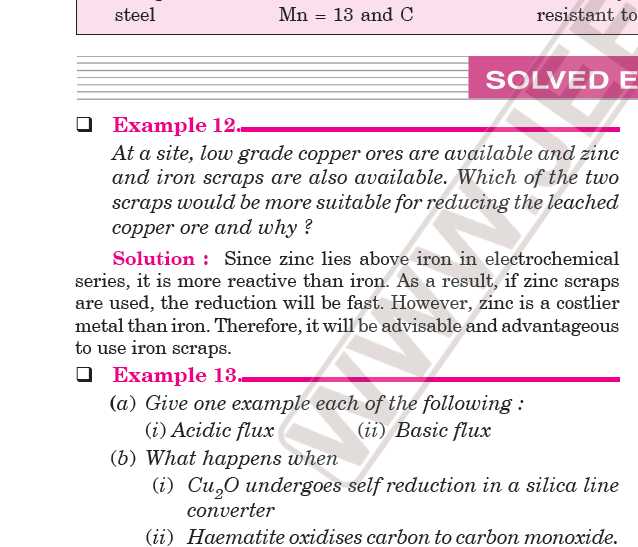 steel Mn = 13 and C resistant to
SOLVED E
❑ Example 12.
At a site, low grade copper ores are available and zinc
and iron scraps are also available. Which of the two
scraps would be more suitable for reducing the leached
copper ore and why ?
Solution : Since zinc lies above iron in electrochemical
series, it is more reactive than iron. As a result, if zinc scraps
are used, the reduction will be fast. However, zinc is a costlier
metal than iron. Therefore, it will be advisable and advantageous
to use iron scraps.
❑ Example 13.
(a) Give one example each of the following :
(i) Acidic flux (ii) Basic flux
(b) What happens when
(i) Cu₂O undergoes self reduction in a silica line
converter
(ii) Haematite oxidises carbon to carbon monoxide.
WWW.JEE